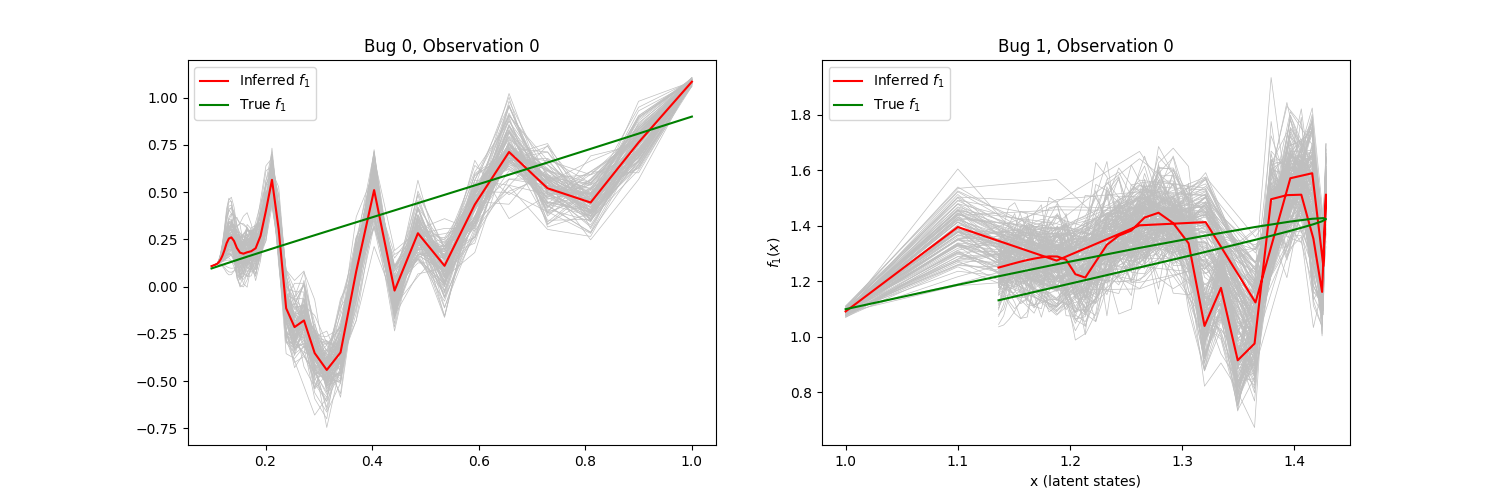 Bug 0, Observation 0
Inferred f₁
True f₁
1.00
0.75
0.50
0.25
0.00
−0.25
−0.50
−0.75
0.2 0.4 0.6 0.8 1.0
Bug 1, Observation 0
Inferred f₁
True f₁
f₁(x)
1.8
1.6
1.4
1.2
1.0
0.8
1.0 1.1 1.2 1.3 1.4
x (latent states)